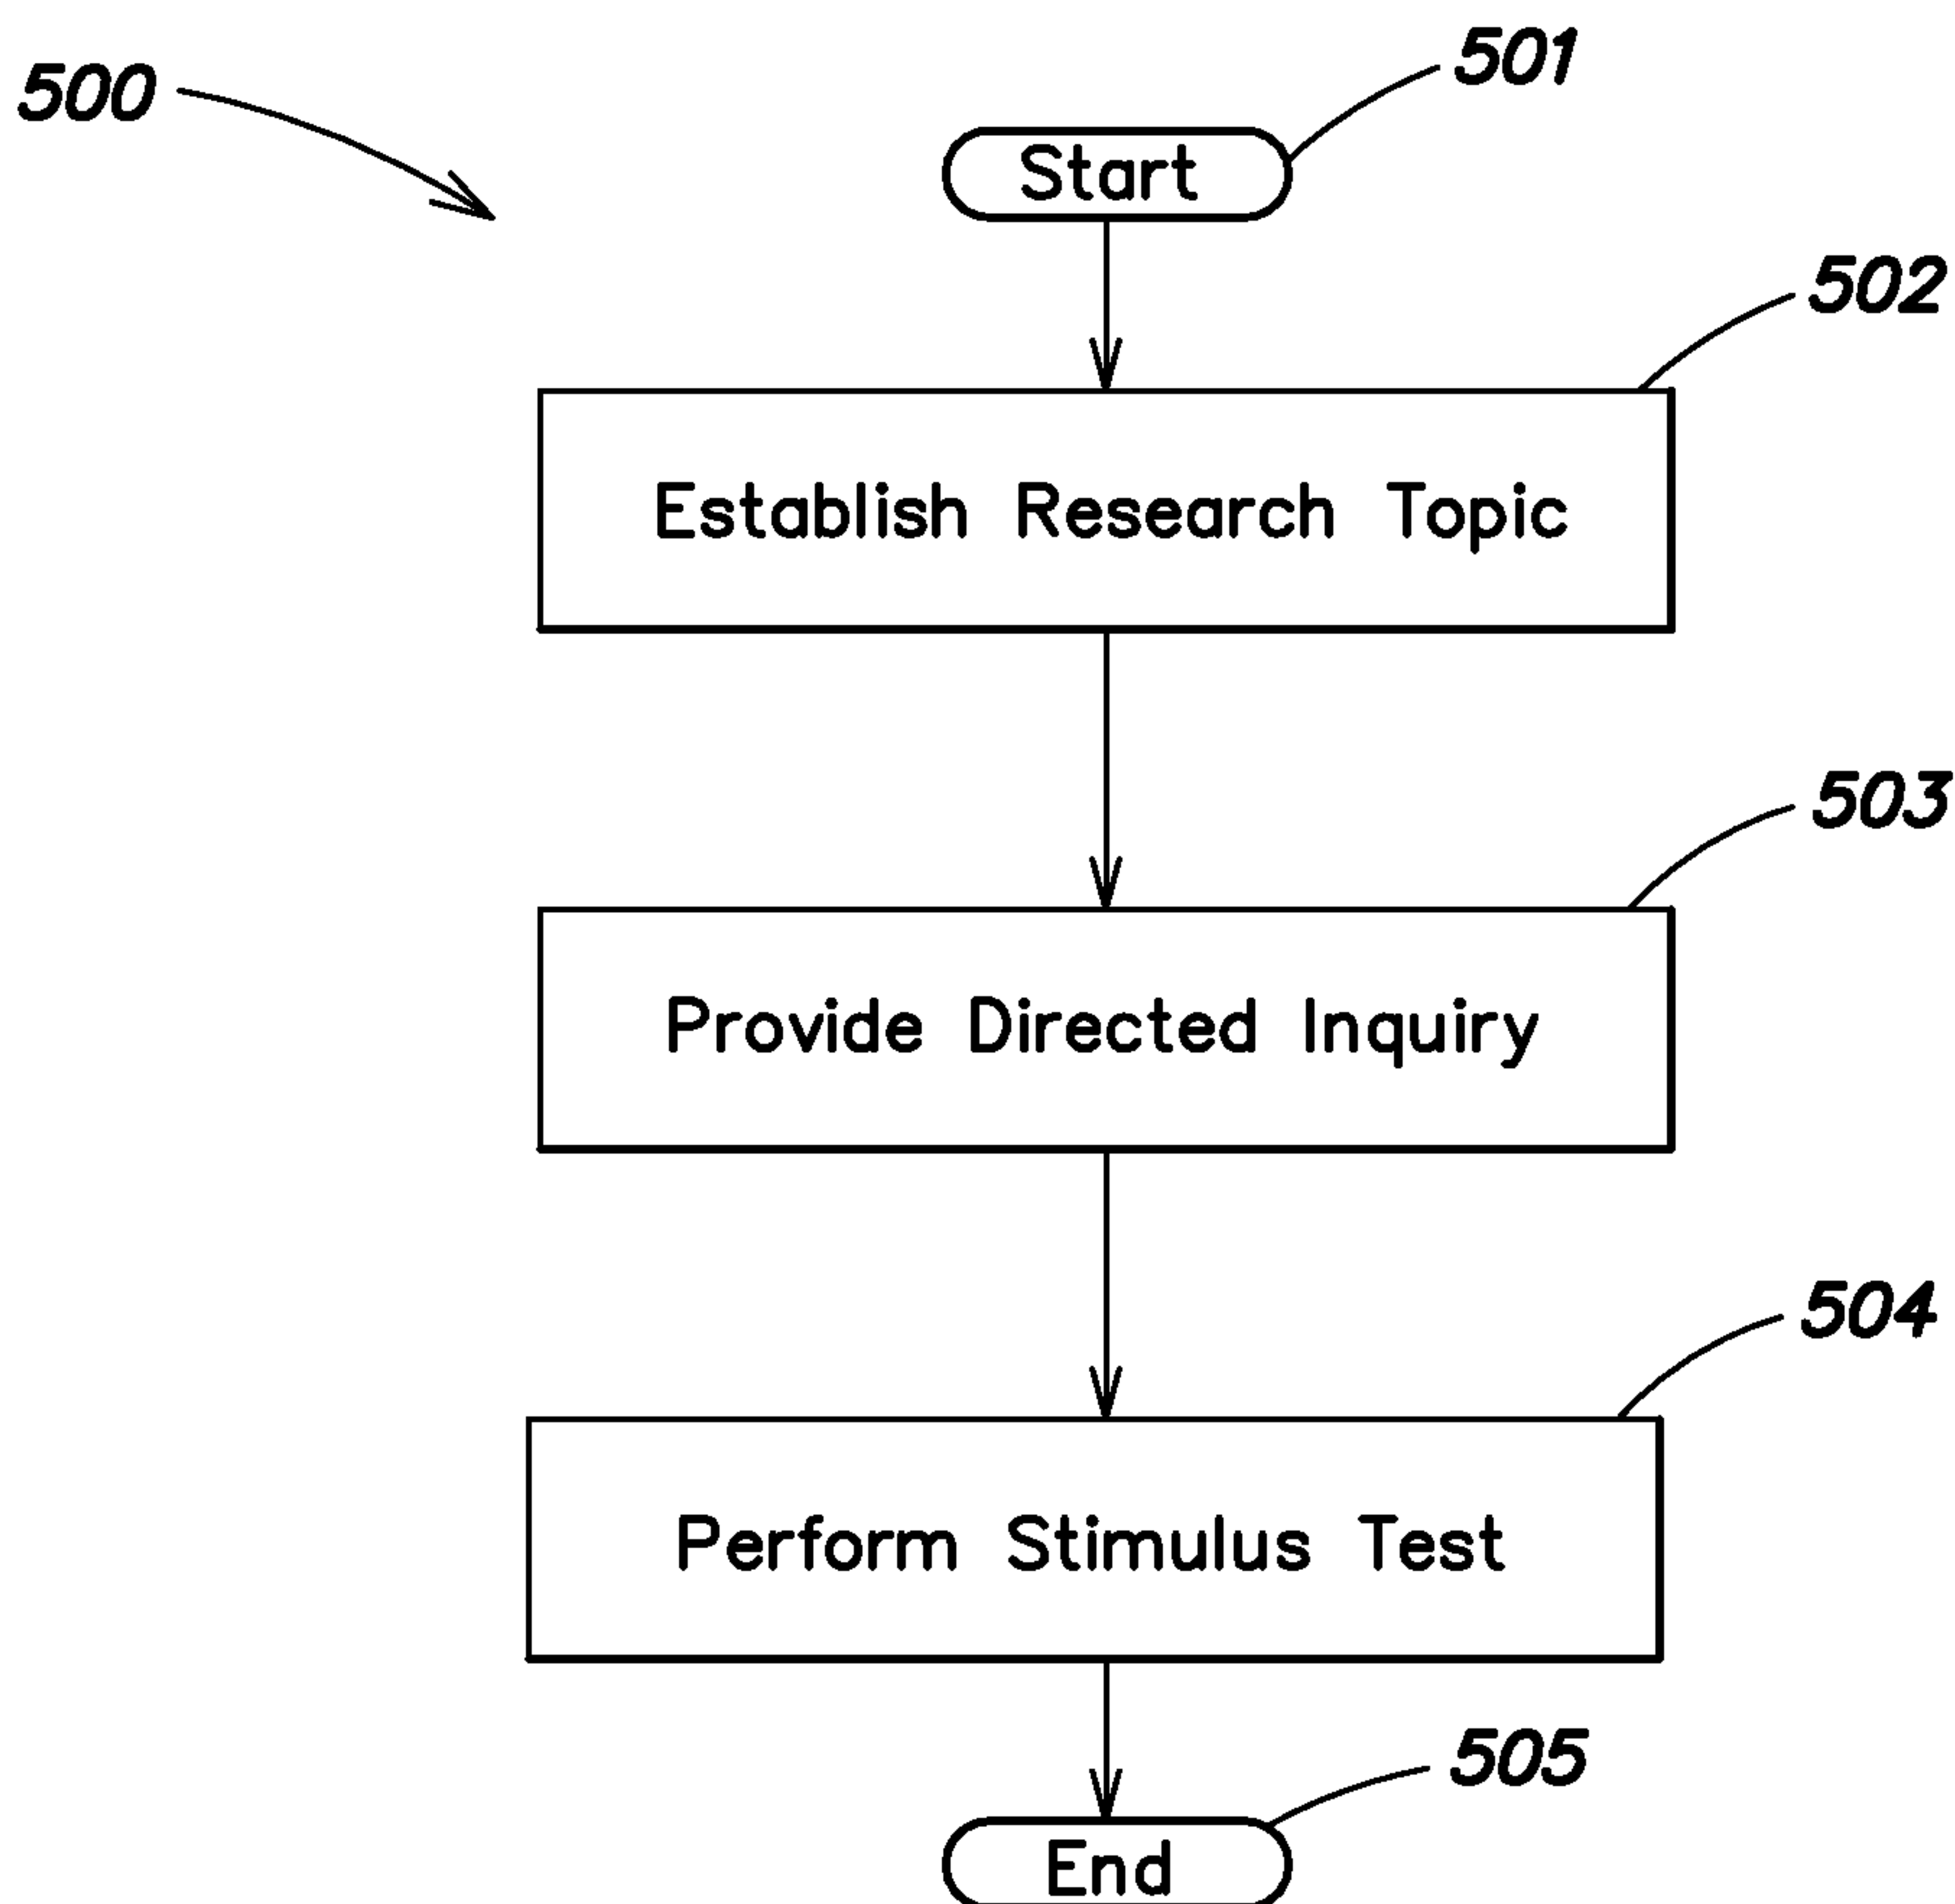 500
501
Start
502
Establish Research Topic
503
Provide Directed Inquiry
504
Perform Stimulus Test
505
End